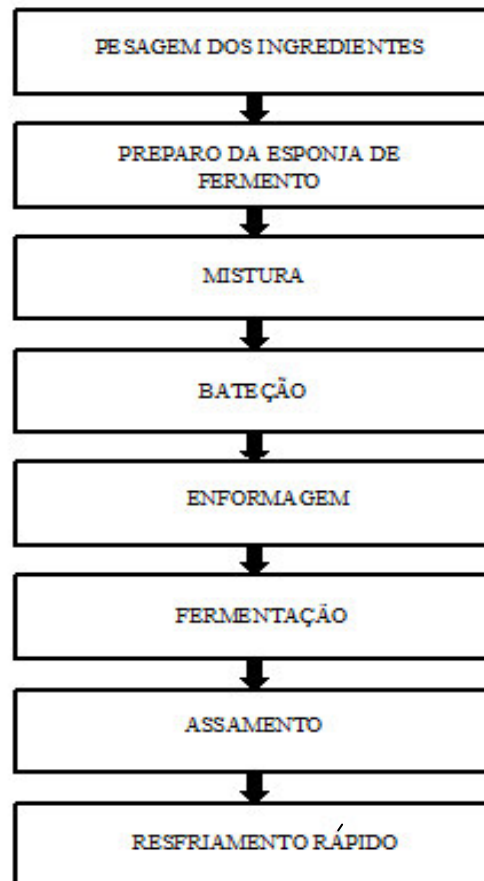 PESAGEM DOS INGREDIENTES
PREPARO DA ESPONJA DE
FERMENTO
MISTURA
BATEÇÃO
ENFORMAGEM
FERMENTAÇÃO
ASSAMENTO
RESFRIAMENTO RÁPIDO